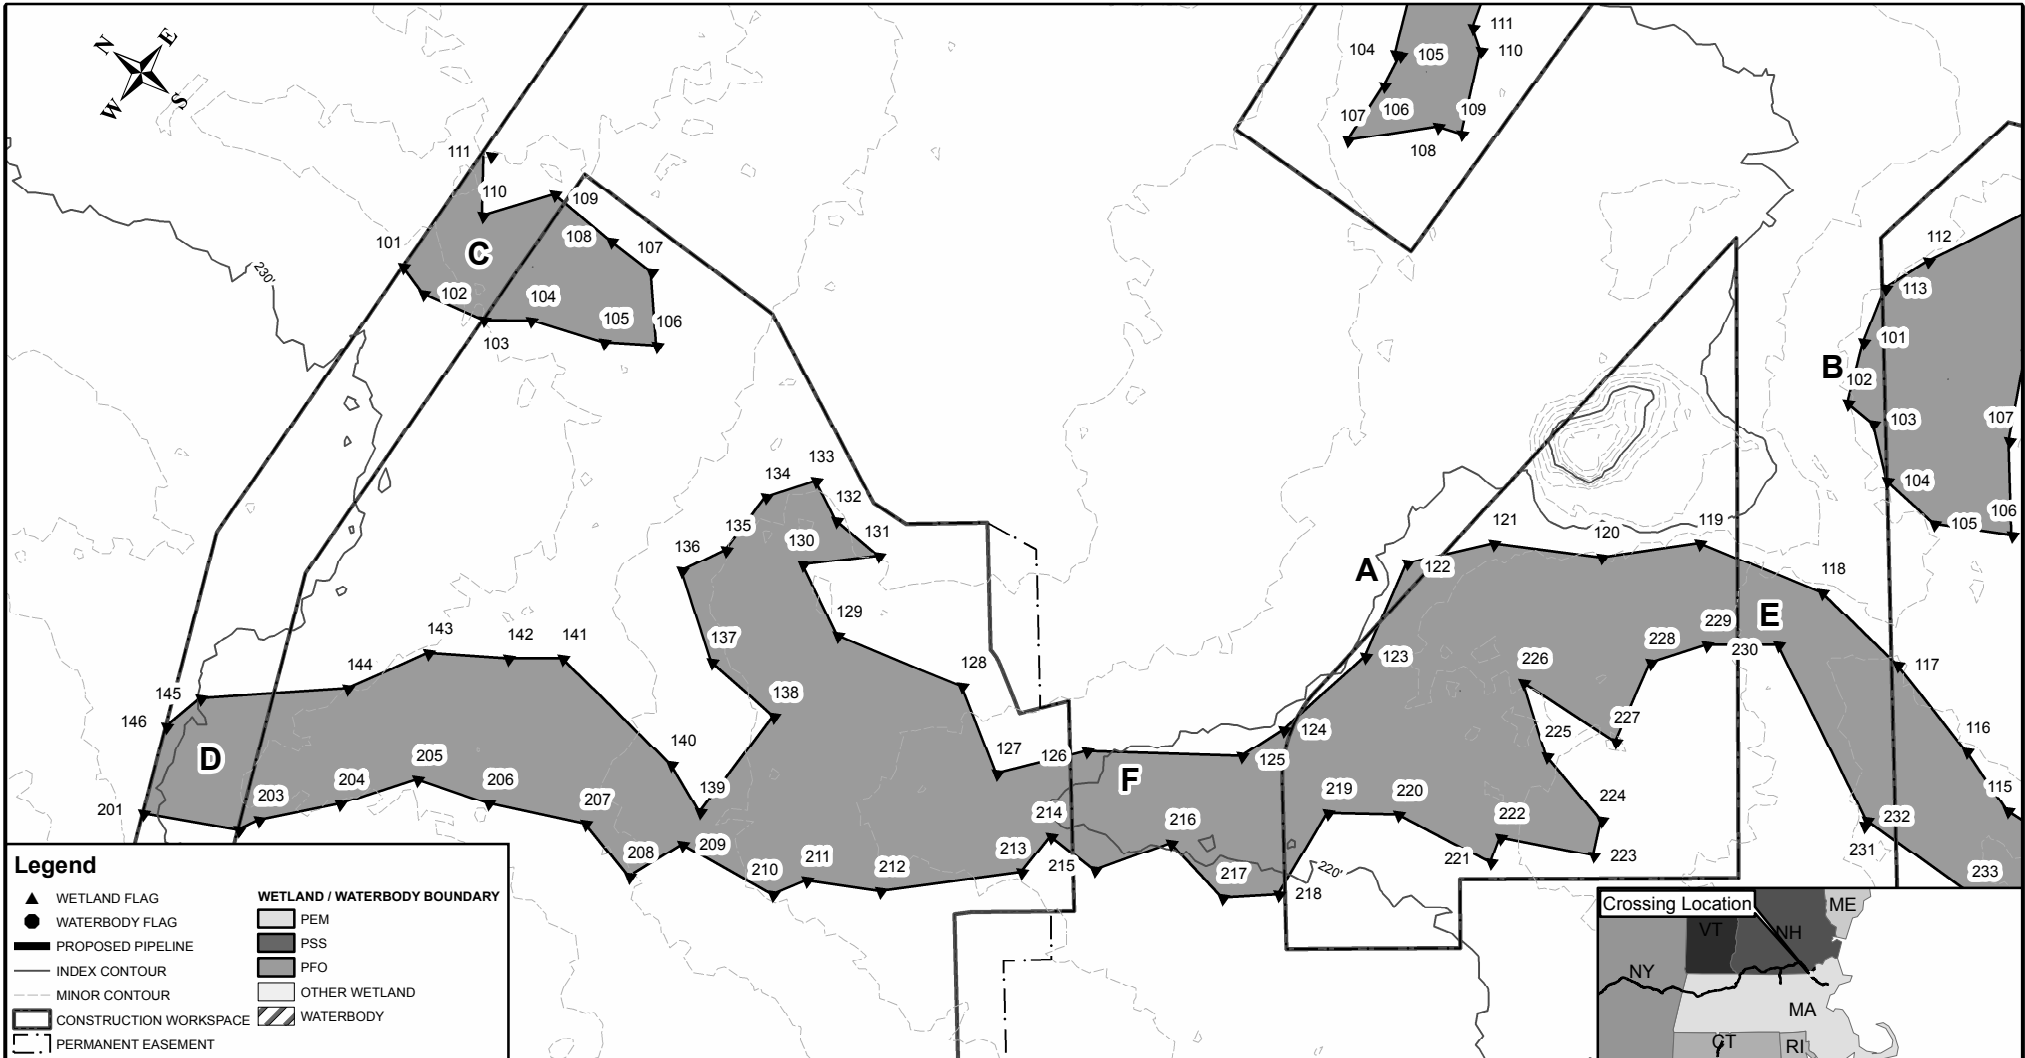 N
E
W
S
230'
111
110
109
101
C
108
107
102
104
105
106
103
104
105
111
110
107
106
109
108
112
113
101
B
102
103
107
104
105
106
133
134
132
135
131
130
136
129
137
128
138
143
142
141
144
145
146
140
139
127
126
D
201
203
204
205
206
207
208
209
210
211
212
213
214
215
F
216
217
218
125
124
A
121
120
119
122
118
123
E
229
228
230
226
227
225
117
116
115
224
219
220
222
221
223
232
231
233
220'
Legend
WETLAND FLAG
WATERBODY FLAG
PROPOSED PIPELINE
INDEX CONTOUR
MINOR CONTOUR
CONSTRUCTION WORKSPACE
PERMANENT EASEMENT
WETLAND / WATERBODY BOUNDARY
PEM
PSS
PFO
OTHER WETLAND
WATERBODY
Crossing Location
ME
VT
NH
NY
MA
CT
RI